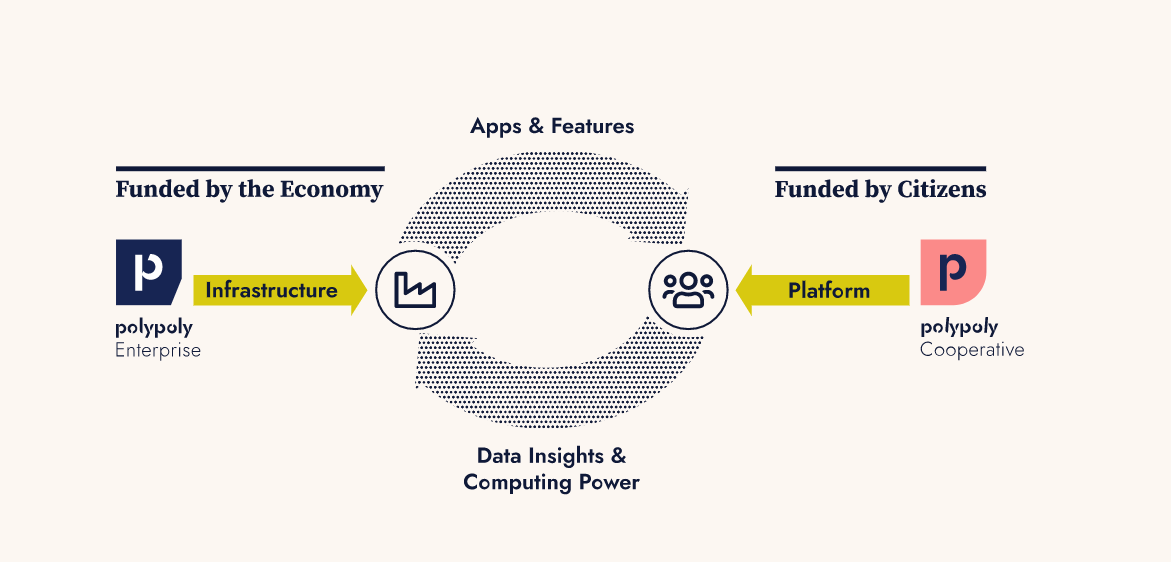 Apps & Features
Funded by the Economy
Funded by Citizens
p
Infrastructure
polypoly
Enterprise
p
Platform
polypoly
Cooperative
Data Insights &
Computing Power